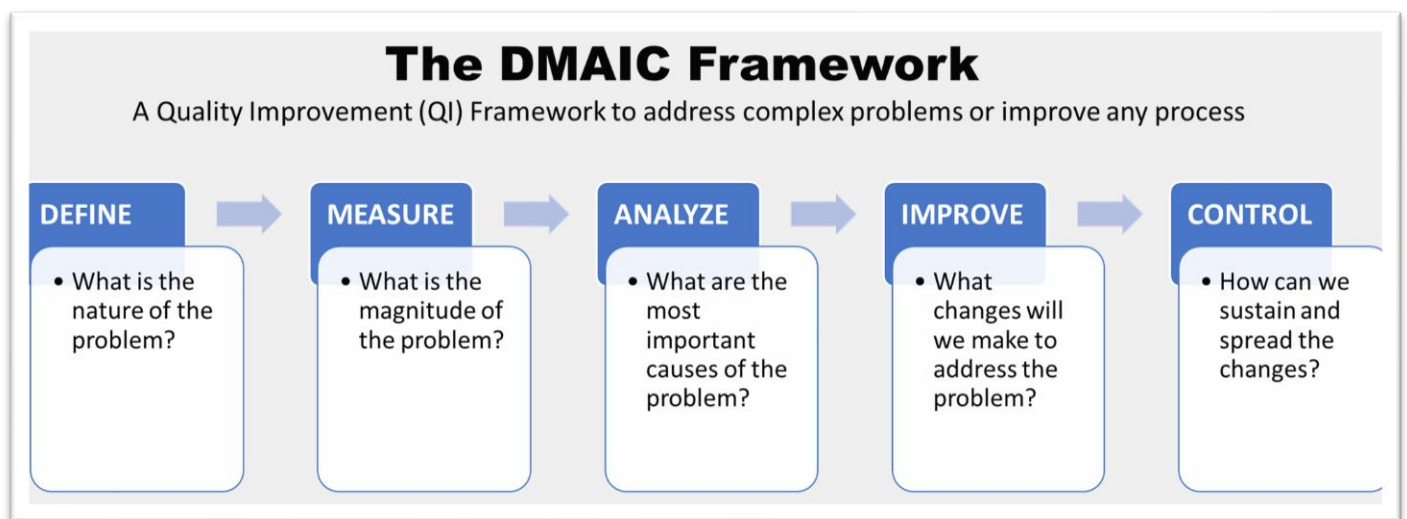 The DMAIC Framework
A Quality Improvement (QI) Framework to address complex problems or improve any process
DEFINE
• What is the
nature of the
problem?
MEASURE
• What is the
magnitude of
the problem?
ANALYZE
• What are the
most
important
causes of the
problem?
IMPROVE
• What
changes will
we make to
address the
problem?
CONTROL
• How can we
sustain and
spread the
changes?